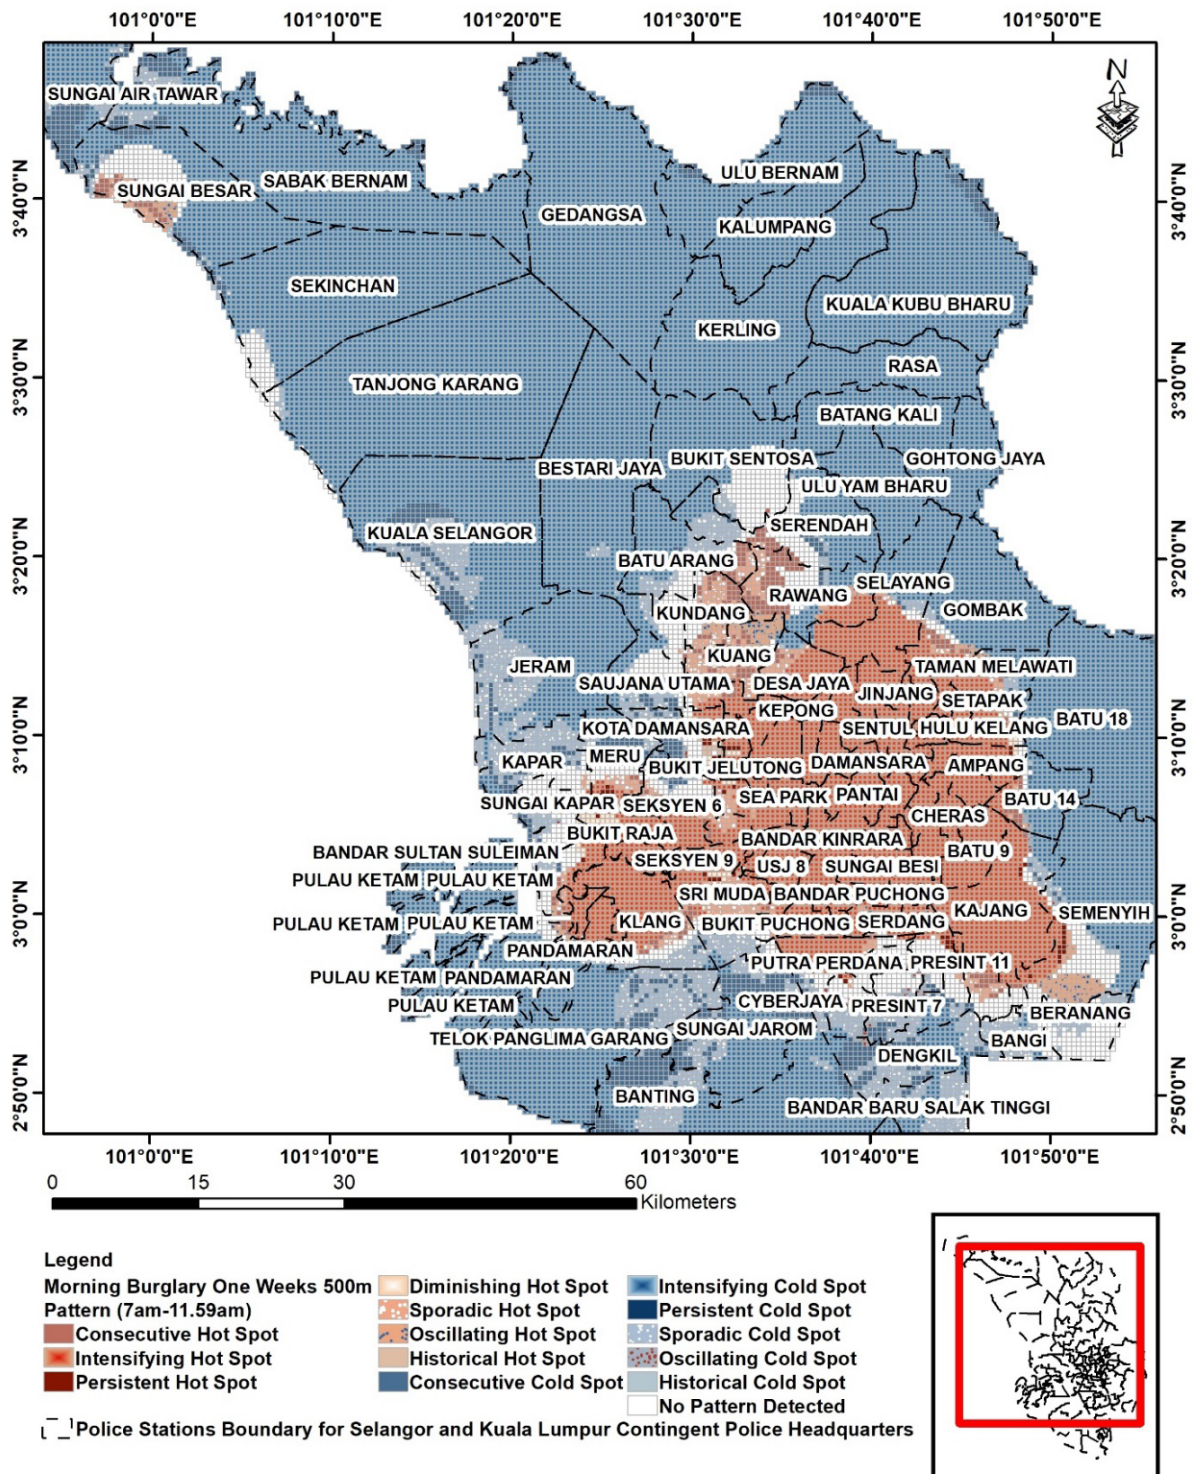 101°0'0"E 101°10'0"E 101°20'0"E 101°30'0"E 101°40'0"E 101°50'0"E
N
SUNGAI AIR TAWAR
ULU BERNAM
SABAK BERNAM
SUNGAI BESAR
3°40'0"N
3°40'0"N
GEDANGSA
KALUMPANG
SEKINCHAN
KUALA KUBU BHARU
KERLING
RASA
3°30'0"N
TANJONG KARANG
3°30'0"N
BATANG KALI
BUKIT SENTOSA
GOHTONG JAYA
BESTARI JAYA
ULU YAM BHARU
SERENDAH
KUALA SELANGOR
3°20'0"N
BATU ARANG
3°20'0"N
SELAYANG
RAWANG
KUNDANG
GOMBAK
KUANG
JERAM
TAMAN MELAWATI
SAUJANA UTAMA
DESA JAYA
JINJANG
SETAPAK
KEPONG
BATU 18
3°10'0"N
KOTA DAMANSARA
SENTUL
HULU KELANG
3°10'0"N
MERU
KAPAR
BUKIT JELUTONG
DAMANSARA
AMPANG
SEA PARK
PANTAI
BATU 14
SUNGAI KAPAR
SEKSYEN 6
CHERAS
BUKIT RAJA
BANDAR KINRARA
BANDAR SULTAN SULEIMAN
BATU 9
SEKSYEN 9
USJ 8
SUNGAI BESI
PULAU KETAM
PULAU KETAM
SRI MUDA
BANDAR PUCHONG
KAJANG
SEMENYIH
3°0'0"N
PULAU KETAM
PULAU KETAM
KLANG
BUKIT PUCHONG
SERDANG
3°0'0"N
PANDAMARAN
PUTRA PERDANA
PRESINT 11
PULAU KETAM
PANDAMARAN
PULAU KETAM
CYBERJAYA
PRESINT 7
BERANANG
SUNGAI JAROM
TELOK PANGLIMA GARANG
BANGI
DENGKIL
2°50'0"N
BANTING
BANDAR BARU SALAK TINGGI
2°50'0"N
101°0'0"E 101°10'0"E 101°20'0"E 101°30'0"E 101°40'0"E 101°50'0"E
0 15 30 60
Kilometers
Legend
Morning Burglary One Weeks 500m
Pattern (7am-11.59am)
Consecutive Hot Spot
Intensifying Hot Spot
Persistent Hot Spot
Diminishing Hot Spot
Sporadic Hot Spot
Oscillating Hot Spot
Historical Hot Spot
Consecutive Cold Spot
Intensifying Cold Spot
Persistent Cold Spot
Sporadic Cold Spot
Oscillating Cold Spot
Historical Cold Spot
No Pattern Detected
Police Stations Boundary for Selangor and Kuala Lumpur Contingent Police Headquarters